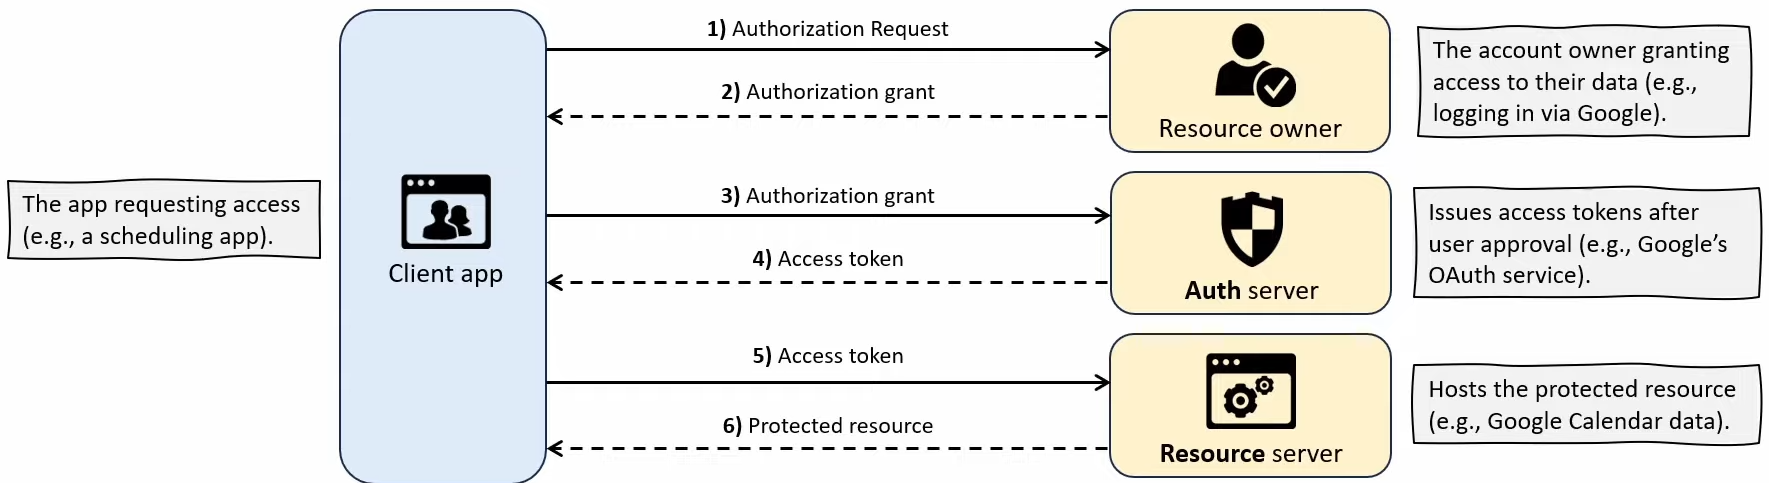 1) Authorization Request
2) Authorization grant
Resource owner
The account owner granting
access to their data (e.g.,
logging in via Google).
The app requesting access
(e.g., a scheduling app).
Client app
3) Authorization grant
4) Access token
Auth server
Issues access tokens after
user approval (e.g., Google’s
OAuth service).
5) Access token
6) Protected resource
Resource server
Hosts the protected resource
(e.g., Google Calendar data).